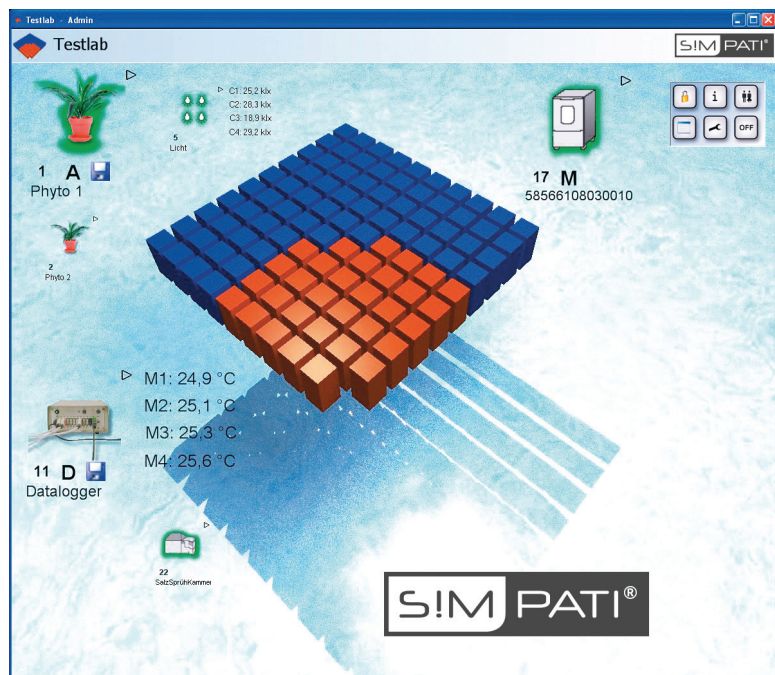 Testlab - Admin
Testlab
S!MPATI®
C1: 25,2 klx
C2: 28,3 klx
C3: 18,9 klx
C4: 29,2 klx
5
Licht
i
OFF
1 A
Phyto 1
17 M
58566108030010
2
Phyto 2
M1: 24,9 °C
M2: 25,1 °C
M3: 25,3 °C
M4: 25,6 °C
11 D
Datalogger
22
SalzSprühKammer
S!MPATI®